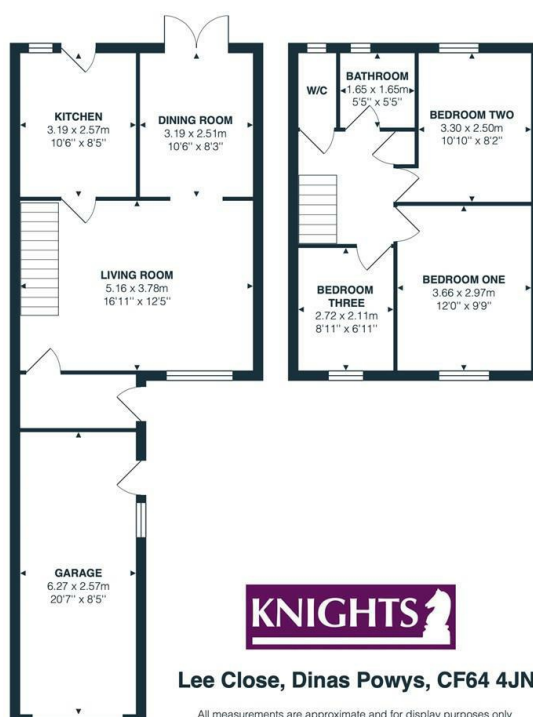 KITCHEN
3.19 x 2.57m
10'6" x 8'5"
DINING ROOM
3.19 x 2.51m
10'6" x 8'3"
LIVING ROOM
5.16 x 3.78m
16'11" x 12'5"
GARAGE
6.27 x 2.57m
20'7" x 8'5"
W/C
BATHROOM
1.65 x 1.65m
5'5" x 5'5"
BEDROOM TWO
3.30 x 2.50m
10'10" x 8'2"
BEDROOM
THREE
2.72 x 2.11m
8'11" x 6'11"
BEDROOM ONE
3.66 x 2.97m
12'0" x 9'9"
KNIGHTS
Lee Close, Dinas Powys, CF64 4JN
All measurements are approximate and for display purposes only